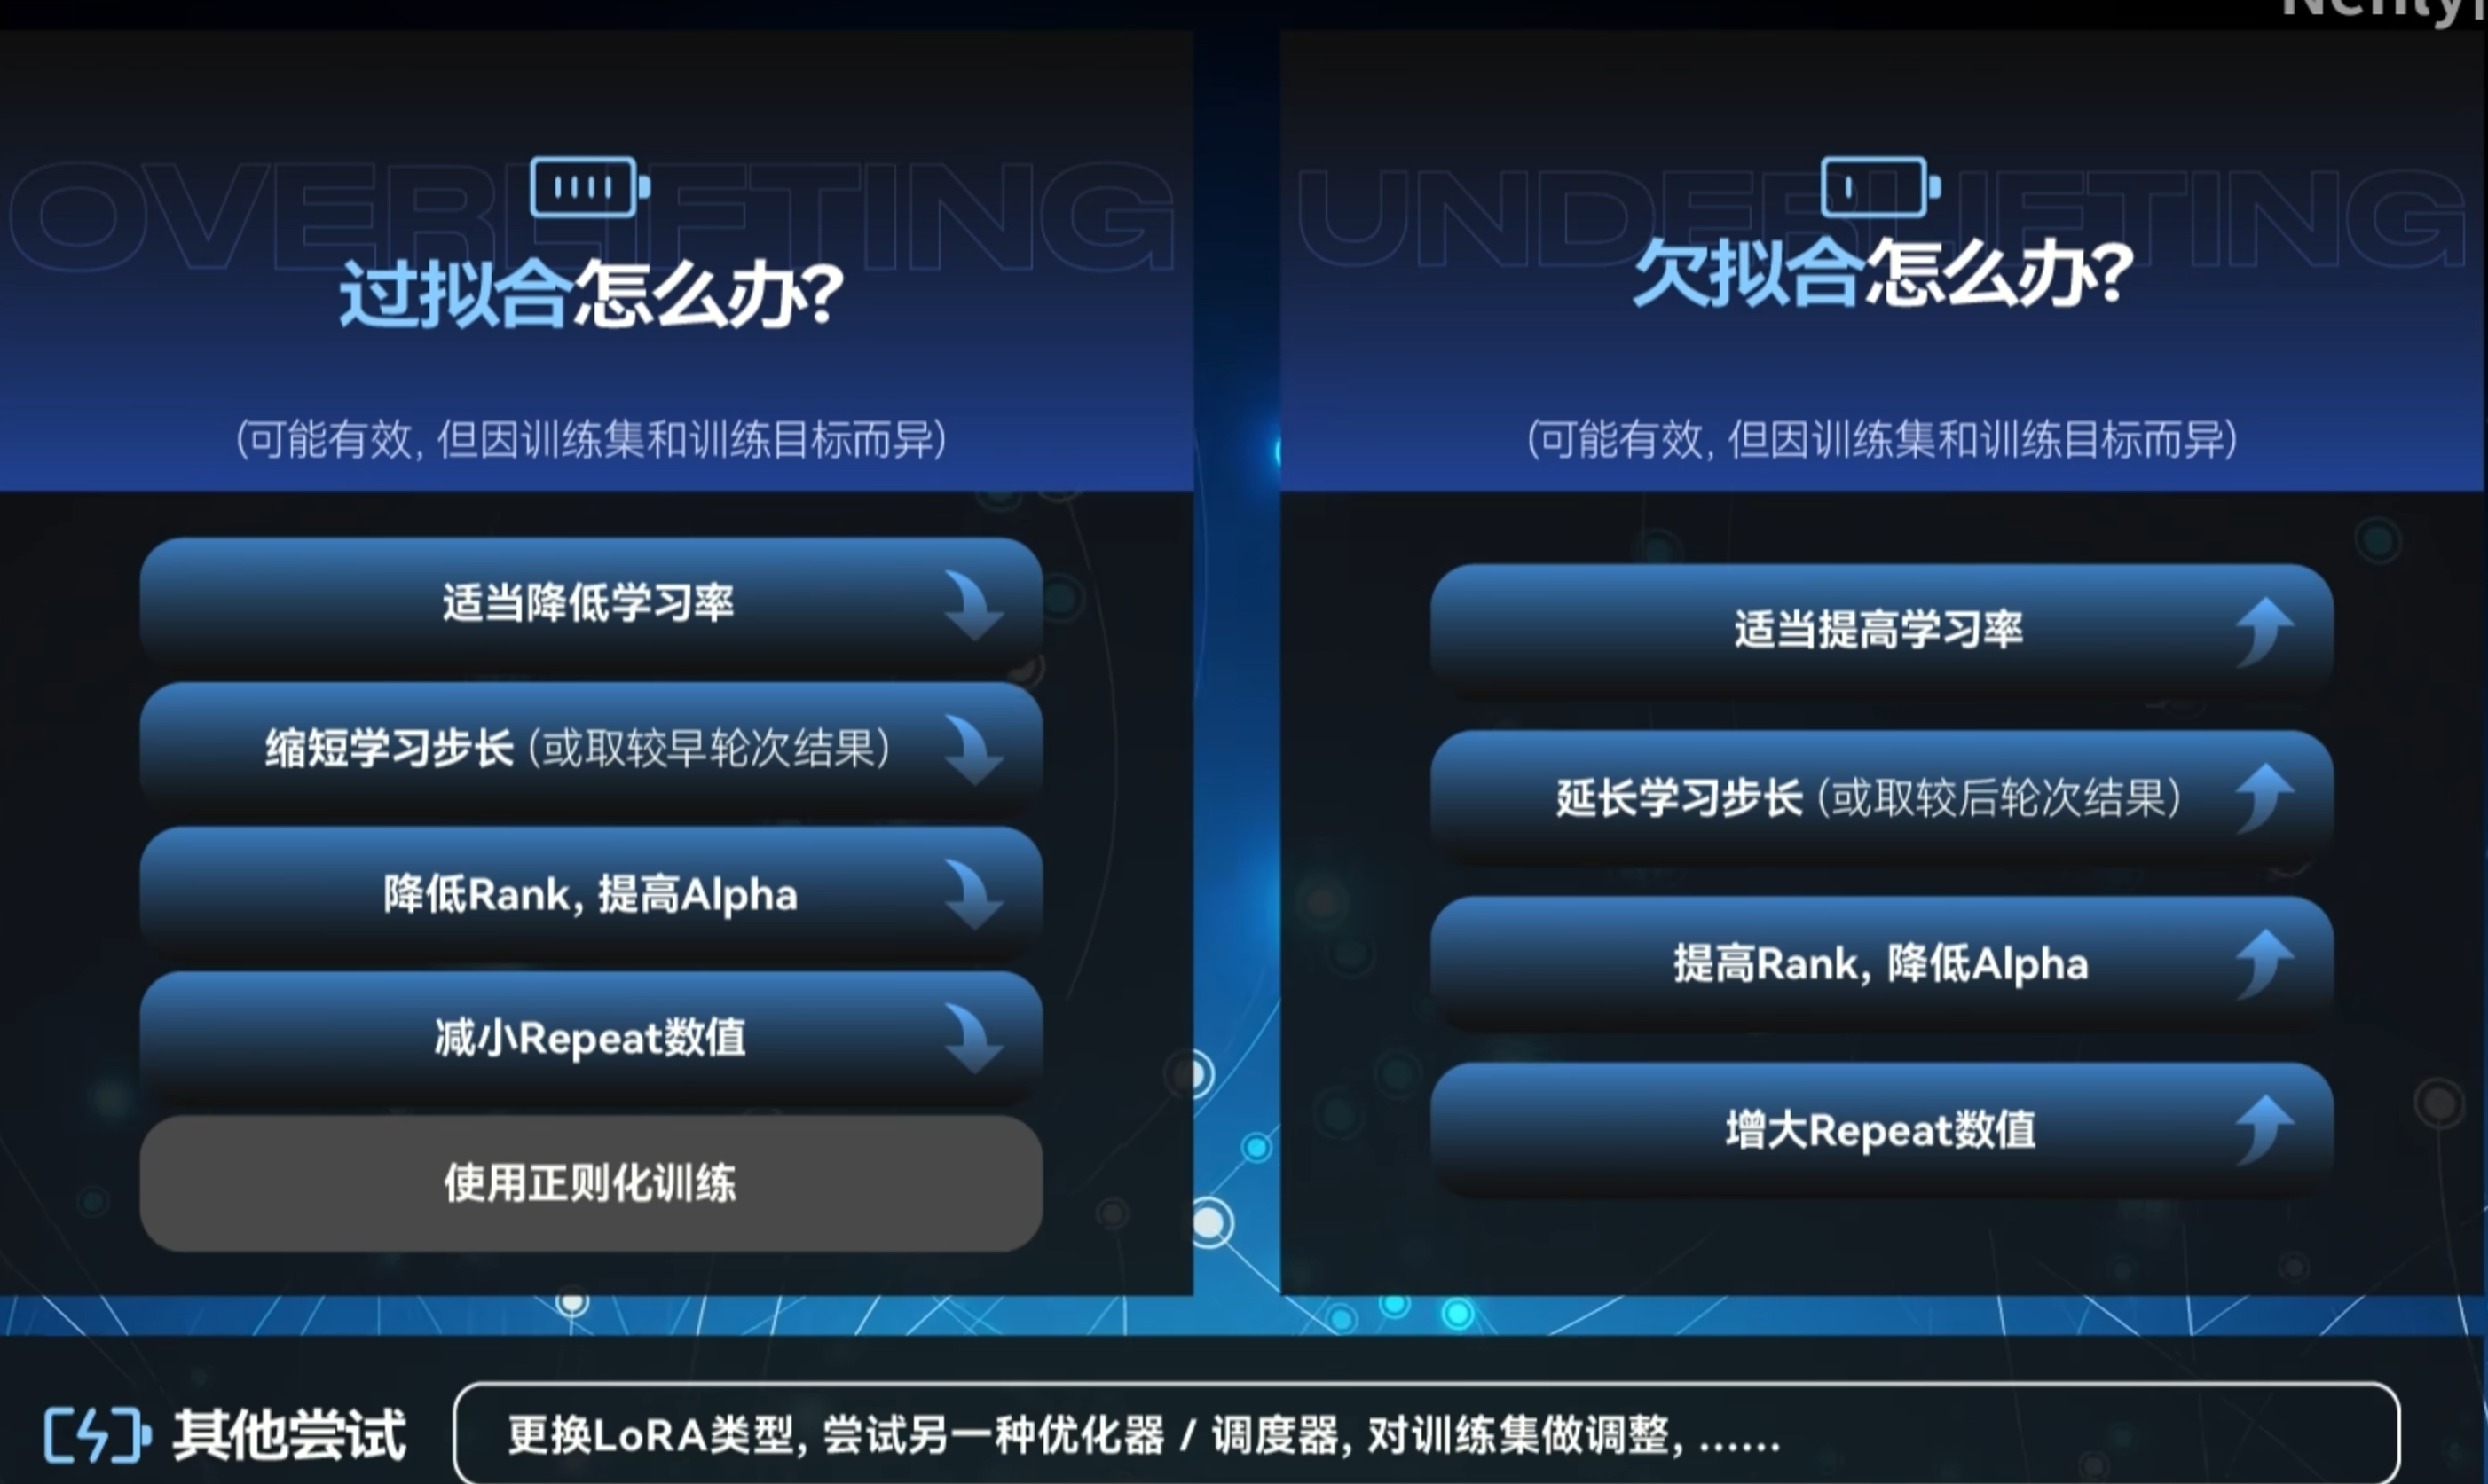 OVERLIFTING
过拟合怎么办?
(可能有效, 但因训练集和训练目标而异)
适当降低学习率
缩短学习步长 (或取较早轮次结果)
降低Rank, 提高Alpha
减小Repeat数值
使用正则化训练
UNDERLIFTING
欠拟合怎么办?
(可能有效, 但因训练集和训练目标而异)
适当提高学习率
延长学习步长 (或取较后轮次结果)
提高Rank, 降低Alpha
增大Repeat数值
其他尝试
更换LoRA类型, 尝试另一种优化器 / 调度器, 对训练集做调整, ......